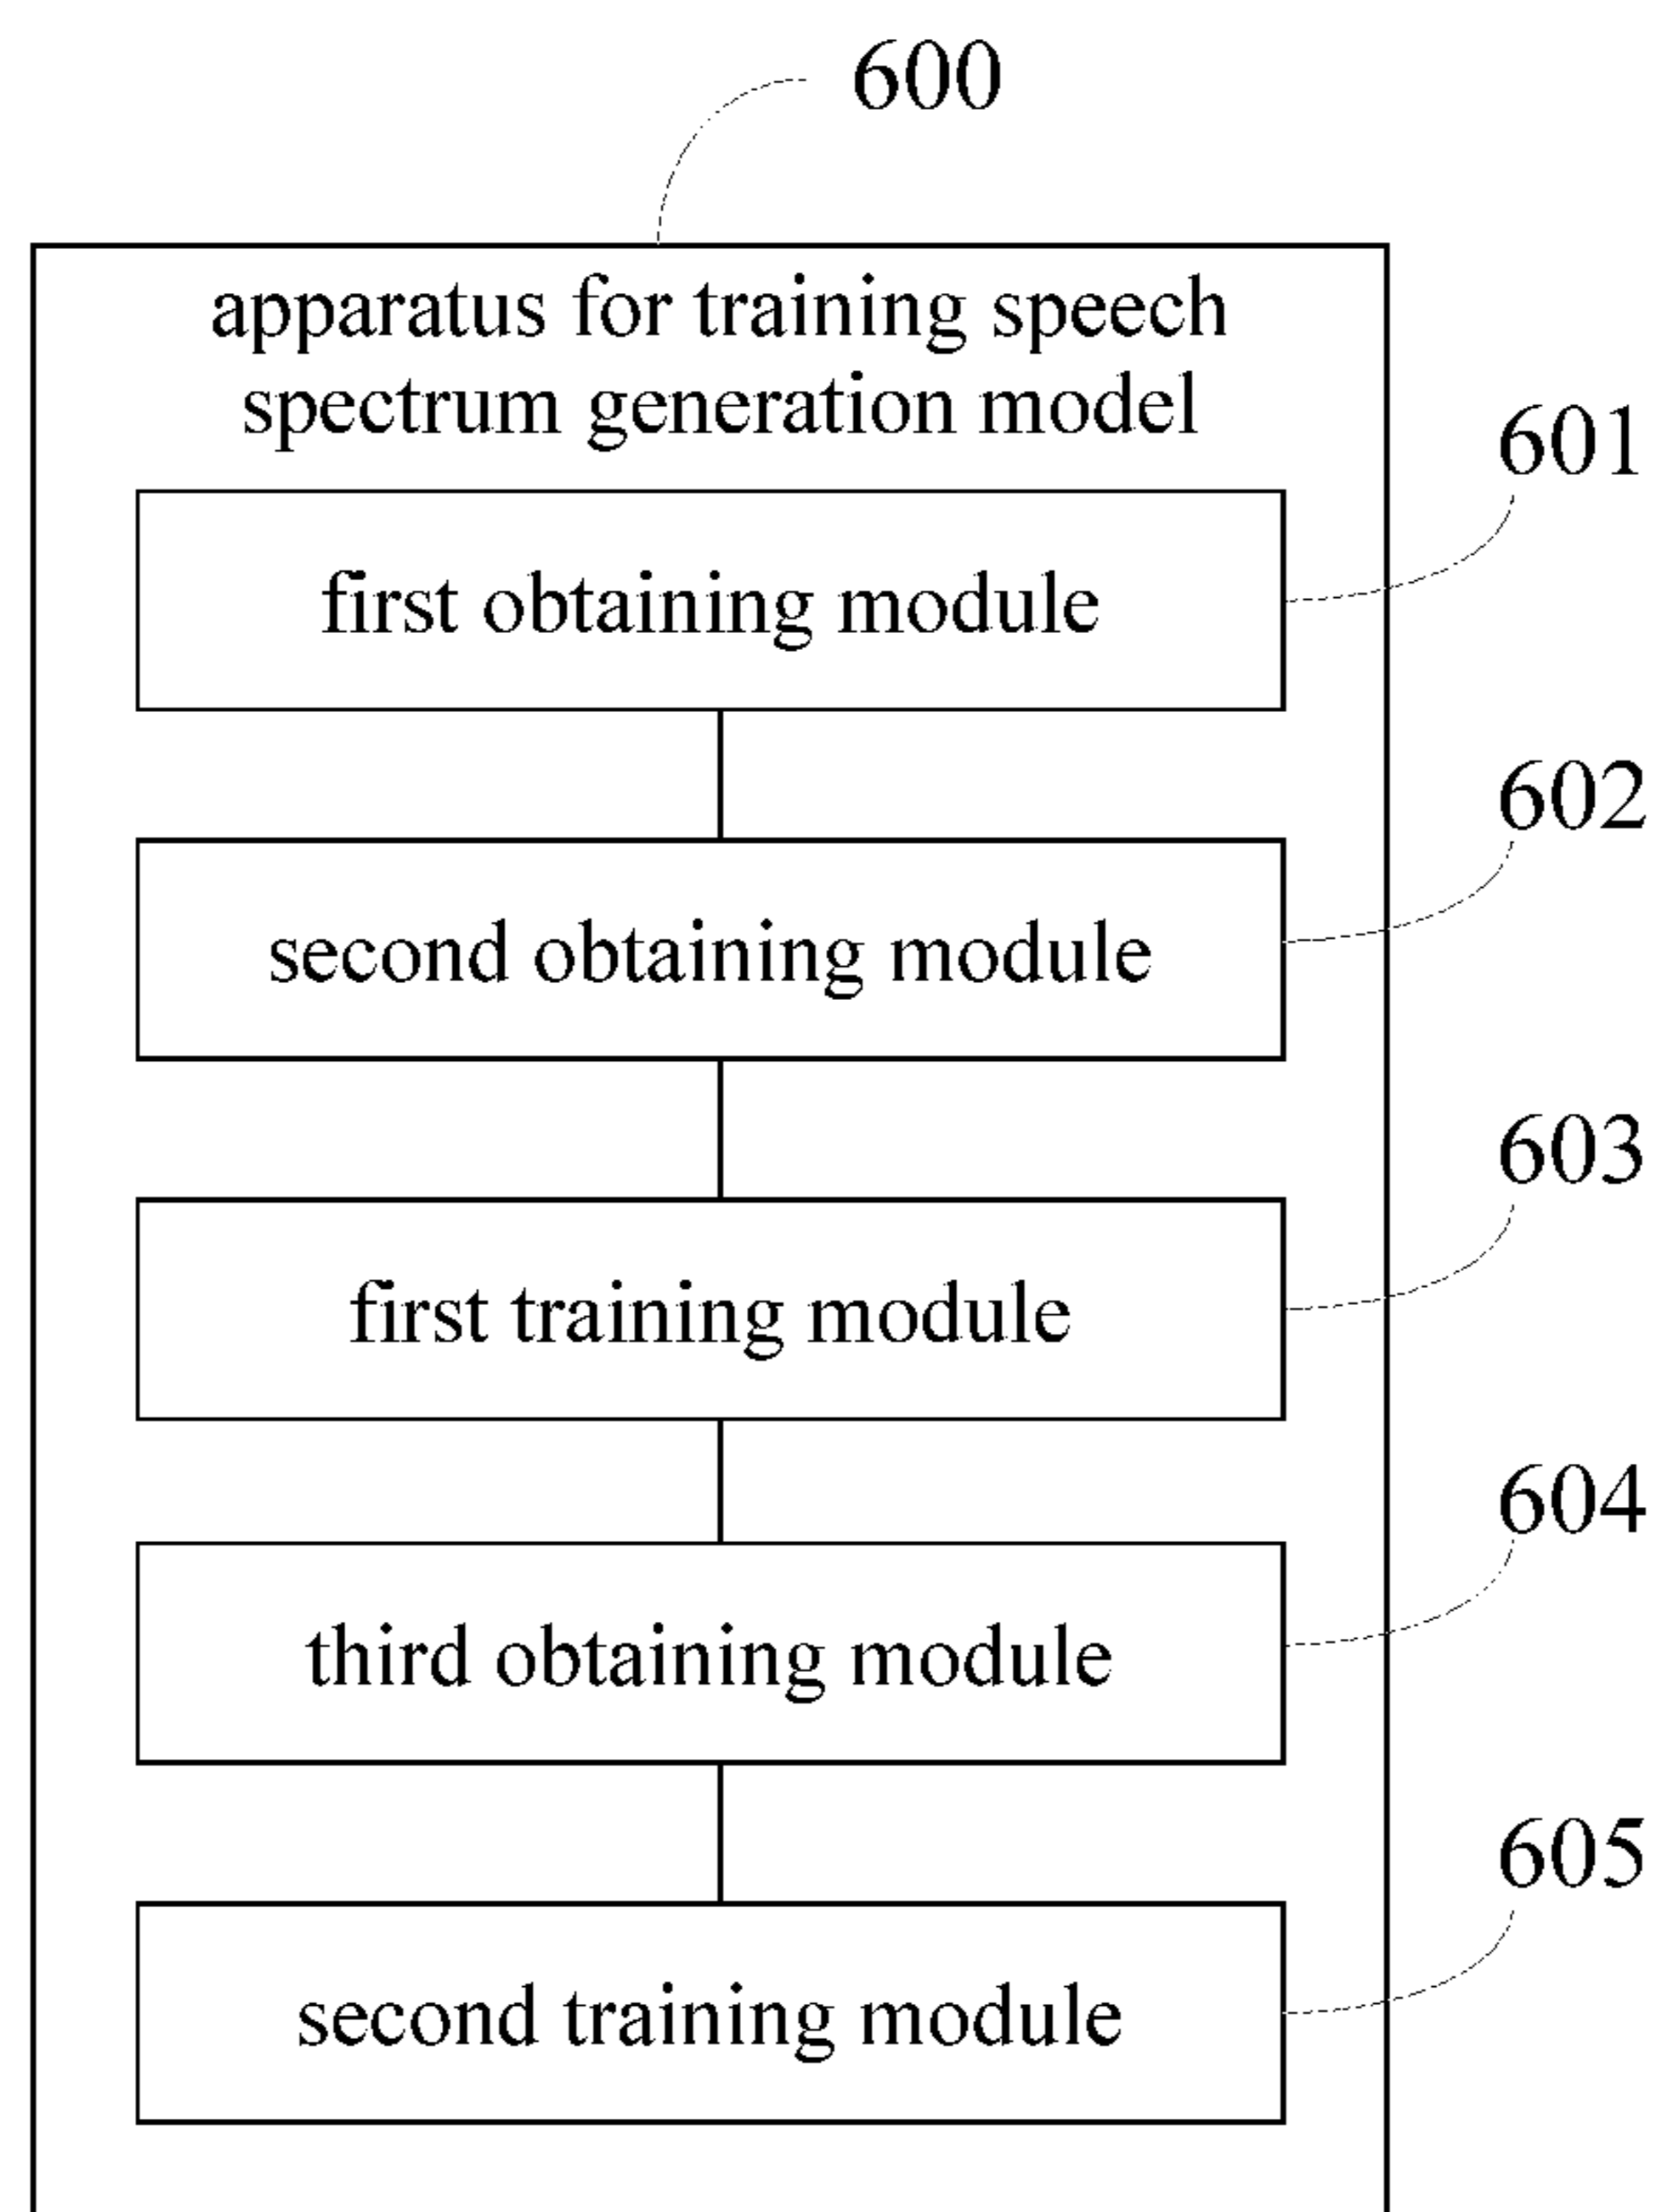 600
apparatus for training speech
spectrum generation model
601
first obtaining module
602
second obtaining module
603
first training module
604
third obtaining module
605
second training module